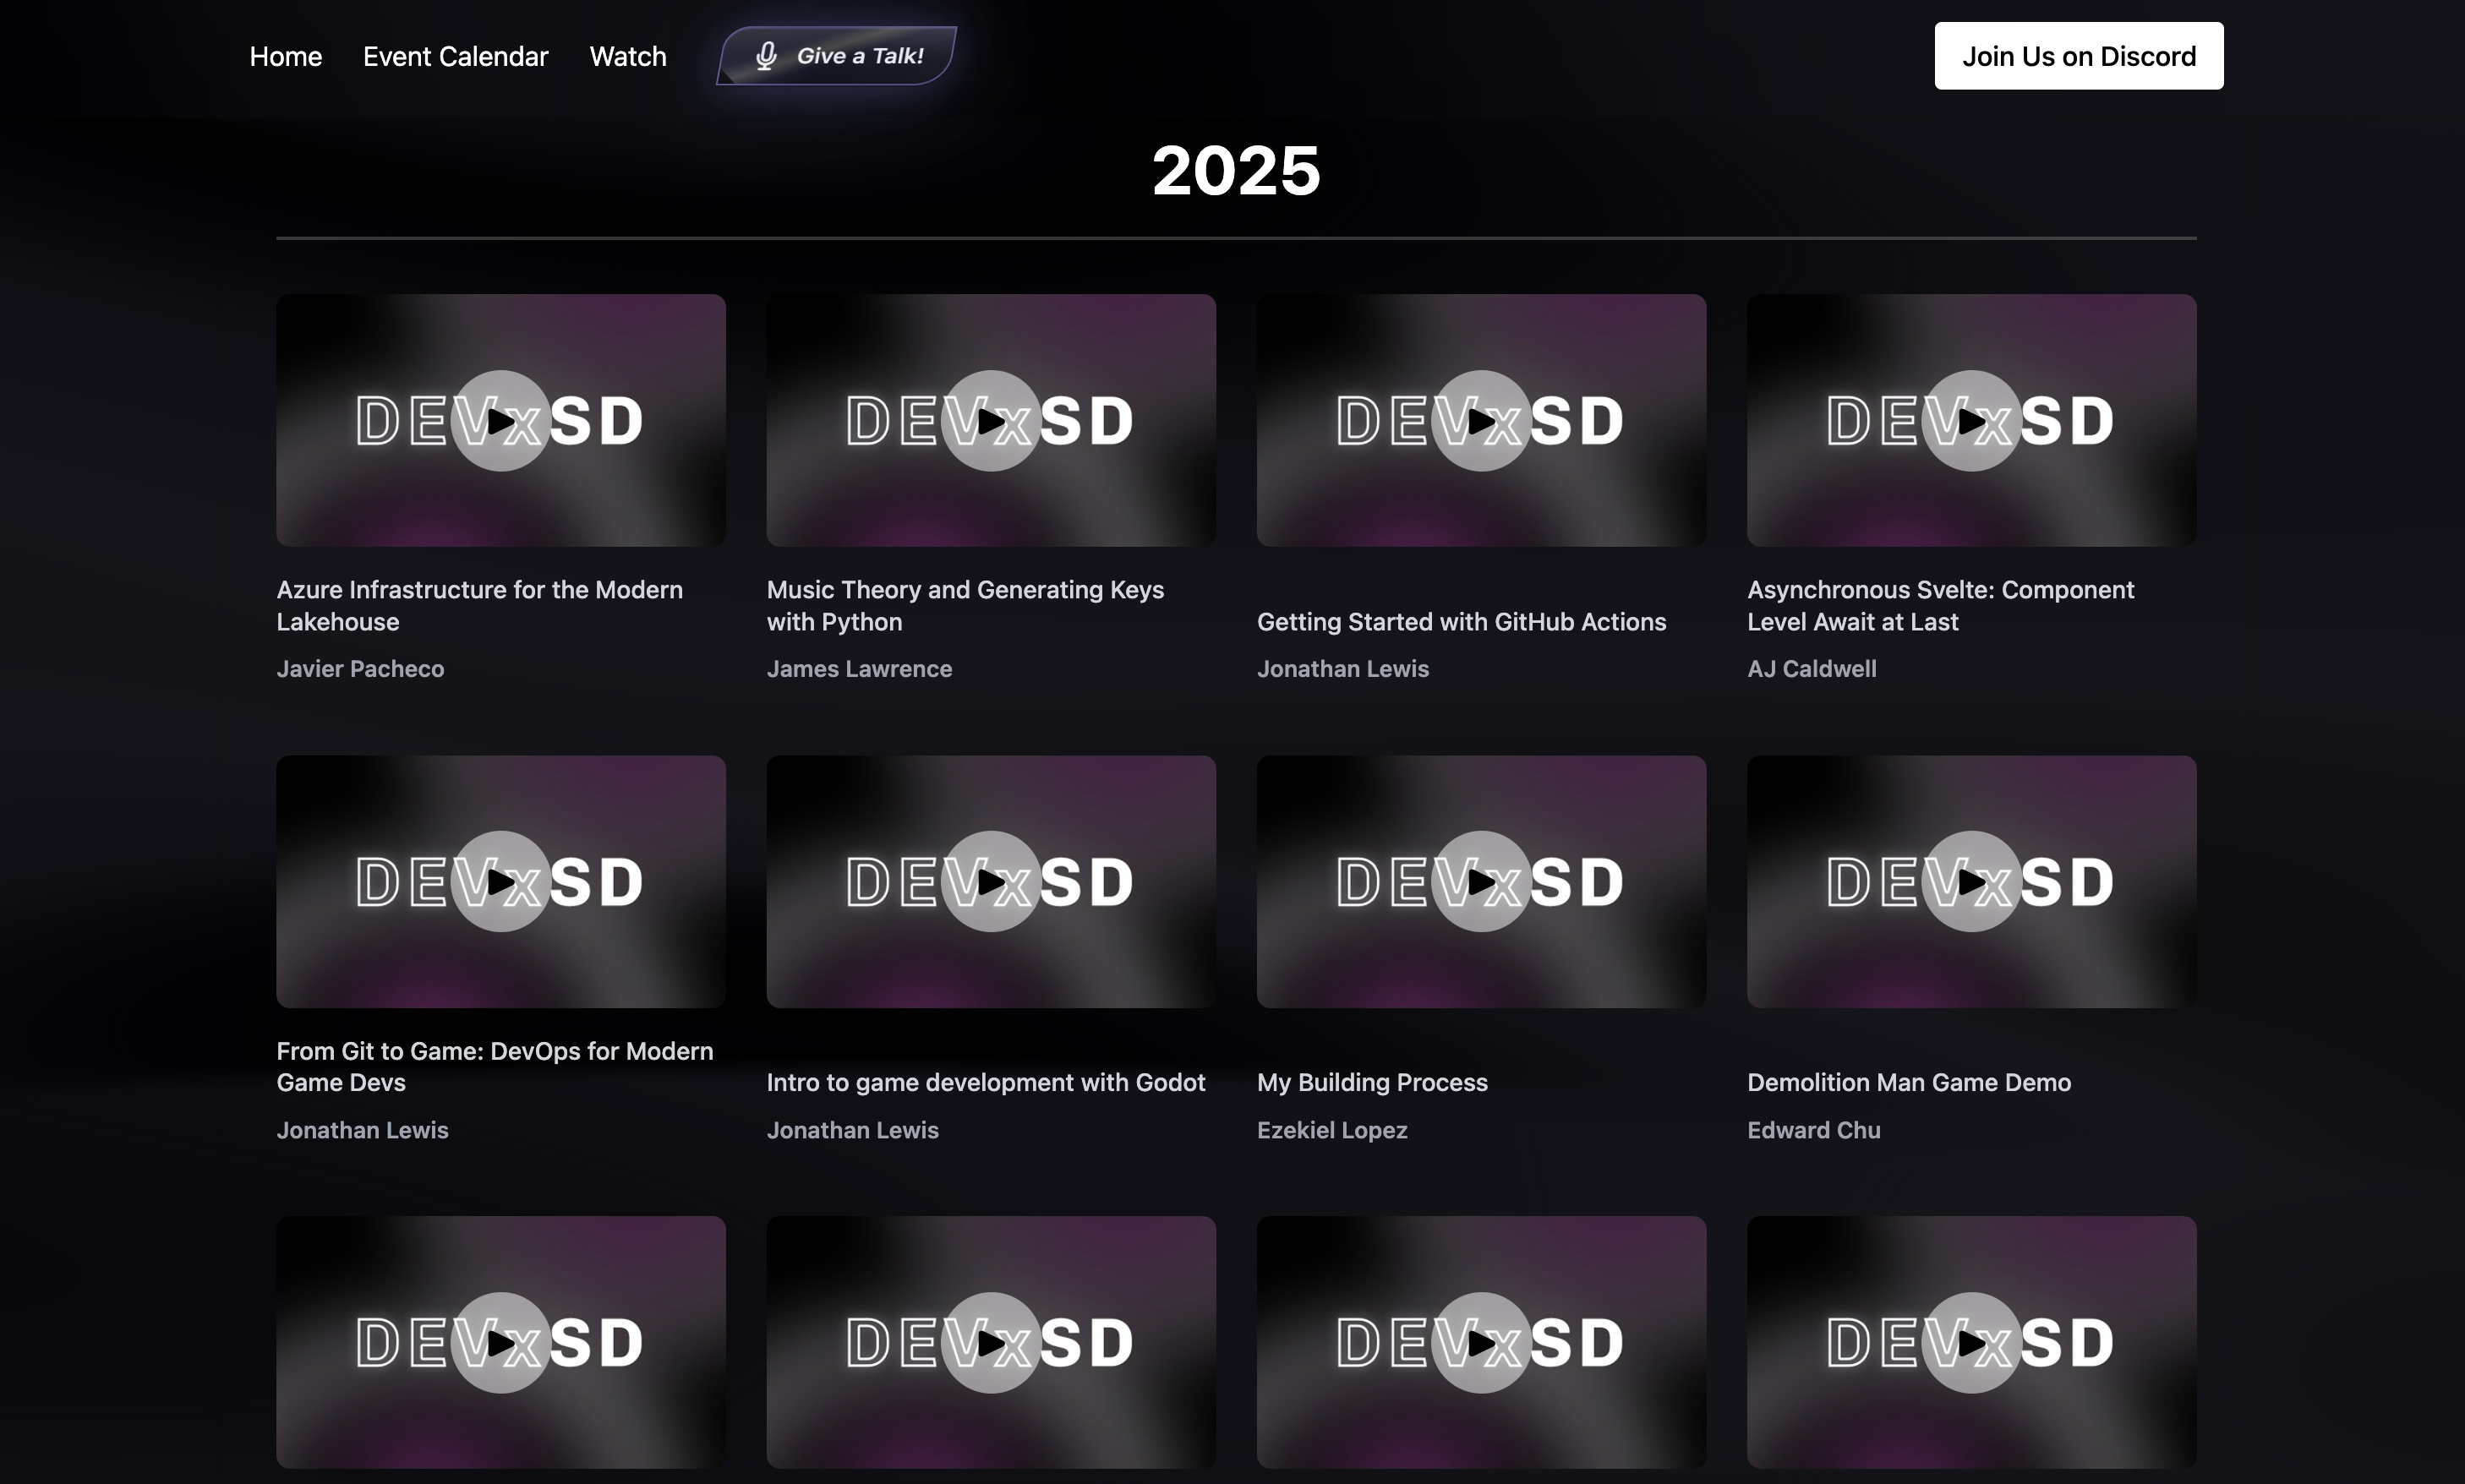 Home Event Calendar Watch Give a Talk! Join Us on Discord
2025
DEVxSD DEVxSD DEVxSD DEVxSD
Azure Infrastructure for the Modern
Lakehouse
Javier Pacheco
Music Theory and Generating Keys
with Python
James Lawrence
Getting Started with GitHub Actions
Jonathan Lewis
Asynchronous Svelte: Component
Level Await at Last
AJ Caldwell
DEVxSD DEVxSD DEVxSD DEVxSD
From Git to Game: DevOps for Modern
Game Devs
Jonathan Lewis
Intro to game development with Godot
Jonathan Lewis
My Building Process
Ezekiel Lopez
Demolition Man Game Demo
Edward Chu
DEVxSD DEVxSD DEVxSD DEVxSD